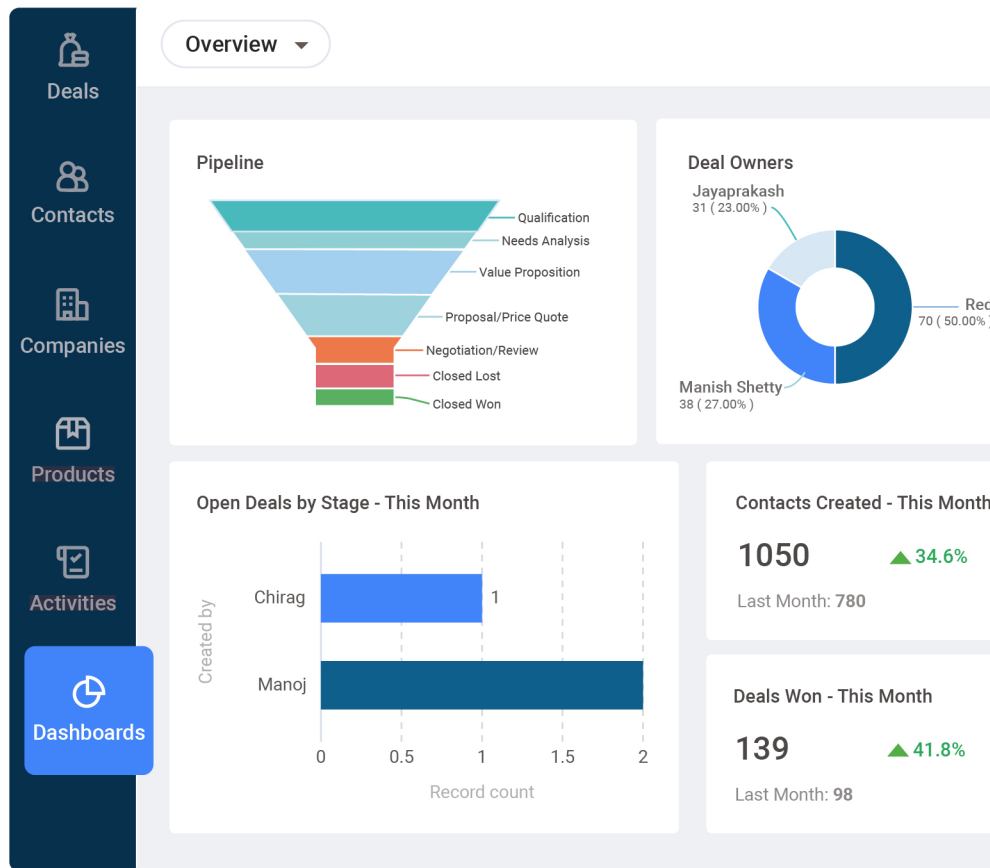 Deals
Contacts
Companies
Products
Activities
Dashboards
Overview
Pipeline
Qualification
Needs Analysis
Value Proposition
Proposal/Price Quote
Negotiation/Review
Closed Lost
Closed Won
Deal Owners
Jayaprakash
31 ( 23.00% )
70 ( 50.00%
Manish Shetty
38 ( 27.00% )
Open Deals by Stage - This Month
Created by
Chirag
1
Manoj
0 0.5 1 1.5 2
Record count
Contacts Created - This Month
1050
34.6%
Last Month: 780
Deals Won - This Month
139
41.8%
Last Month: 98